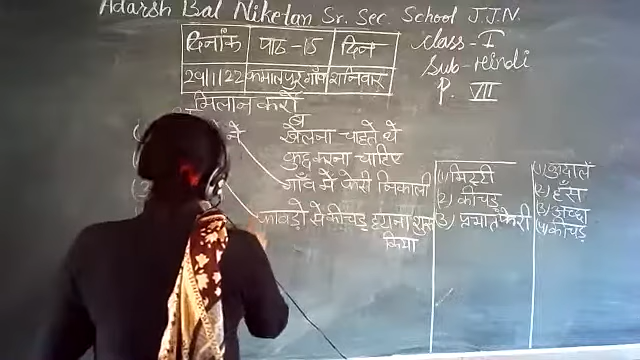 Adarsh Bal Niketan Sr. Sec. School J.J.N.
दिनाँक पाठ -15 दिन
29/1/22 कमालपुर गाँव शनिवार
Class - I
Sub - Hindi
P. VII
मिलान करो
ब
ने खेलना चाहते थे
कुछ करना चाहिए
गाँव में फेरी निकाली
फावड़ो से कीचड़ हटाना शुरू
किया
(1) मिट्टी
(2) कीचड़
(3) प्रभात फेरी
(1) कुदालें
(2) हँस
(3) अच्छा
(4) कीचड़